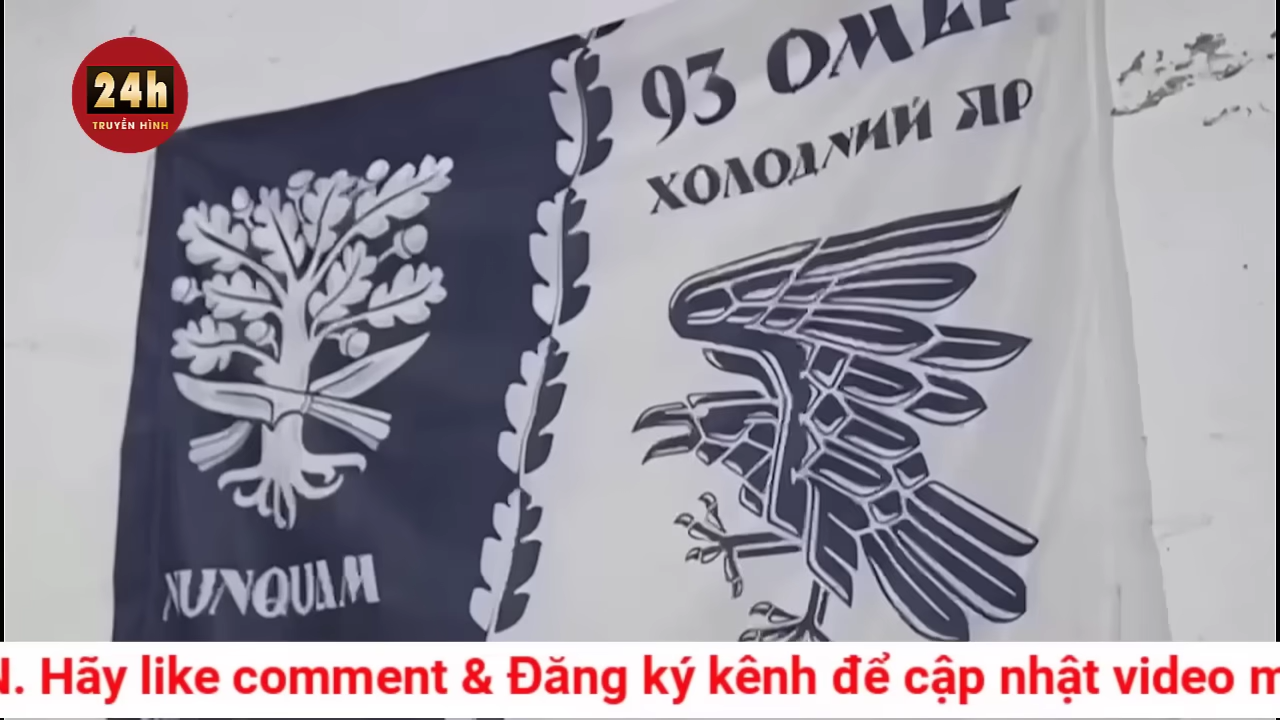 24h
TRUYỀN HÌNH
93 ОМБР
ХОЛОДНИЙ ЯР
NUNQUAM
N. Hãy like comment & Đăng ký kênh để cập nhật video m